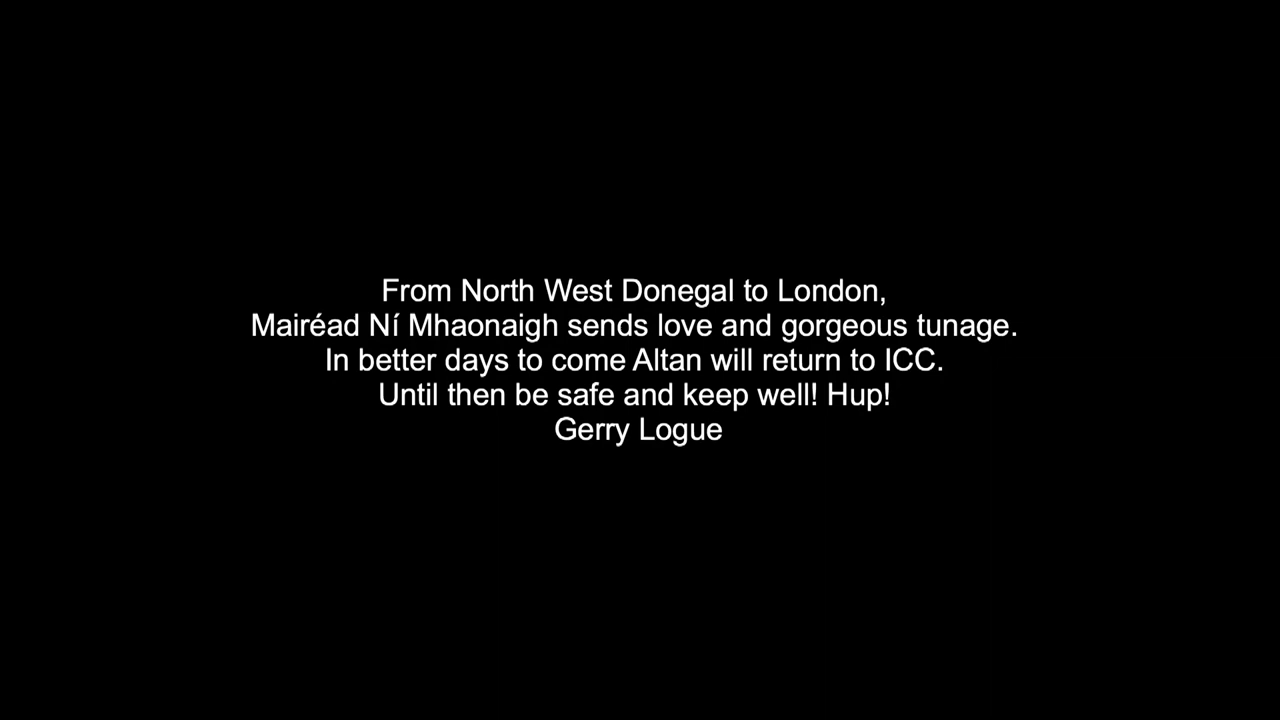 From North West Donegal to London,
Mairéad Ní Mhaonaigh sends love and gorgeous tunage.
In better days to come Altan will return to ICC.
Until then be safe and keep well! Hup!
Gerry Logue